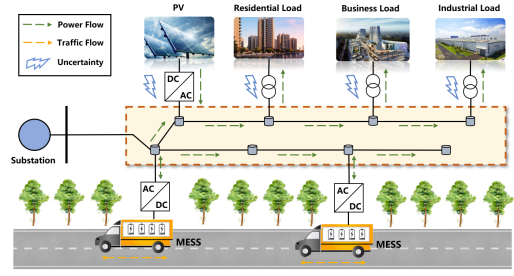 PV
Residential Load
Business Load
Industrial Load
Power Flow
Traffic Flow
Uncertainty
DC
AC
Substation
AC
DC
AC
DC
MESS
MESS